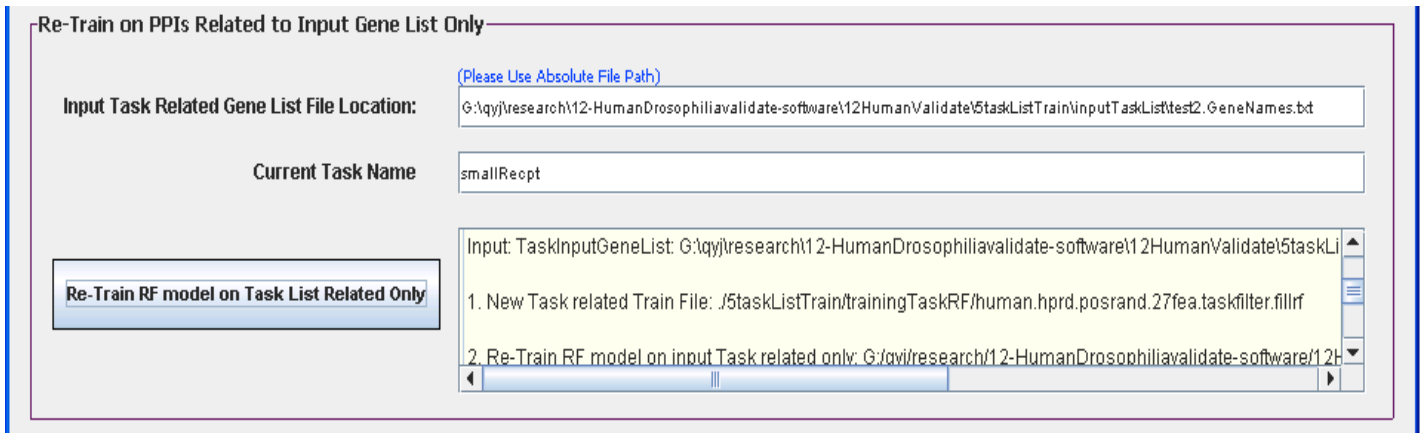 Re-Train on PPIs Related to Input Gene List Only
(Please Use Absolute File Path)
Input Task Related Gene List File Location:
G:\qyj\research\12-HumanDrosophiliavalidate-software\12HumanValidate\5taskListTrain\inputTaskList\test2.GeneNames.txt
Current Task Name
smallRecpt
Input: TaskInputGeneList: G:\qyj\research\12-HumanDrosophiliavalidate-software\12HumanValidate\5taskLi
Re-Train RF model on Task List Related Only
1. New Task related Train File: ./5taskListTrain/trainingTaskRF/human.hprd.posrand.27fea.taskfilter.fillrf
2. Re-Train RF model on input Task related only: G:/qyj/research/12-HumanDrosophiliavalidate-software/12H